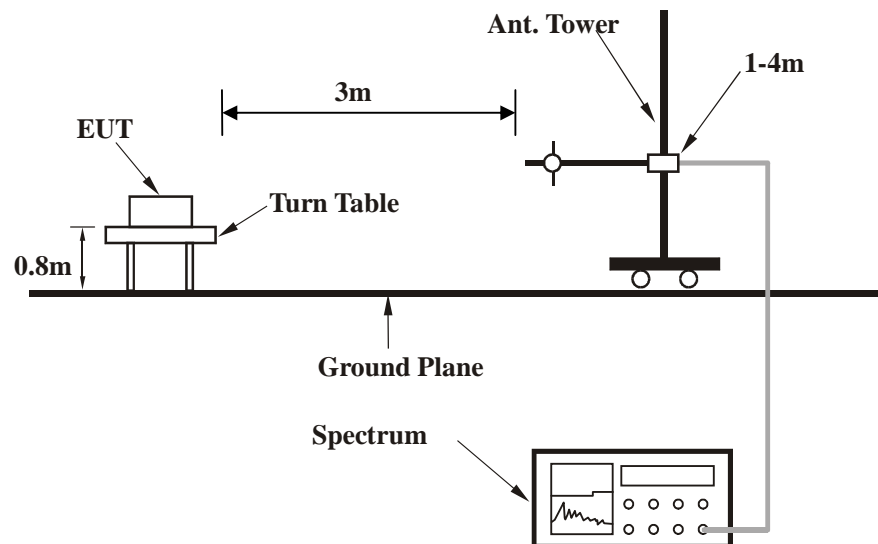 Ant. Tower
1-4m
3m
EUT
Turn Table
0.8m
Ground Plane
Spectrum